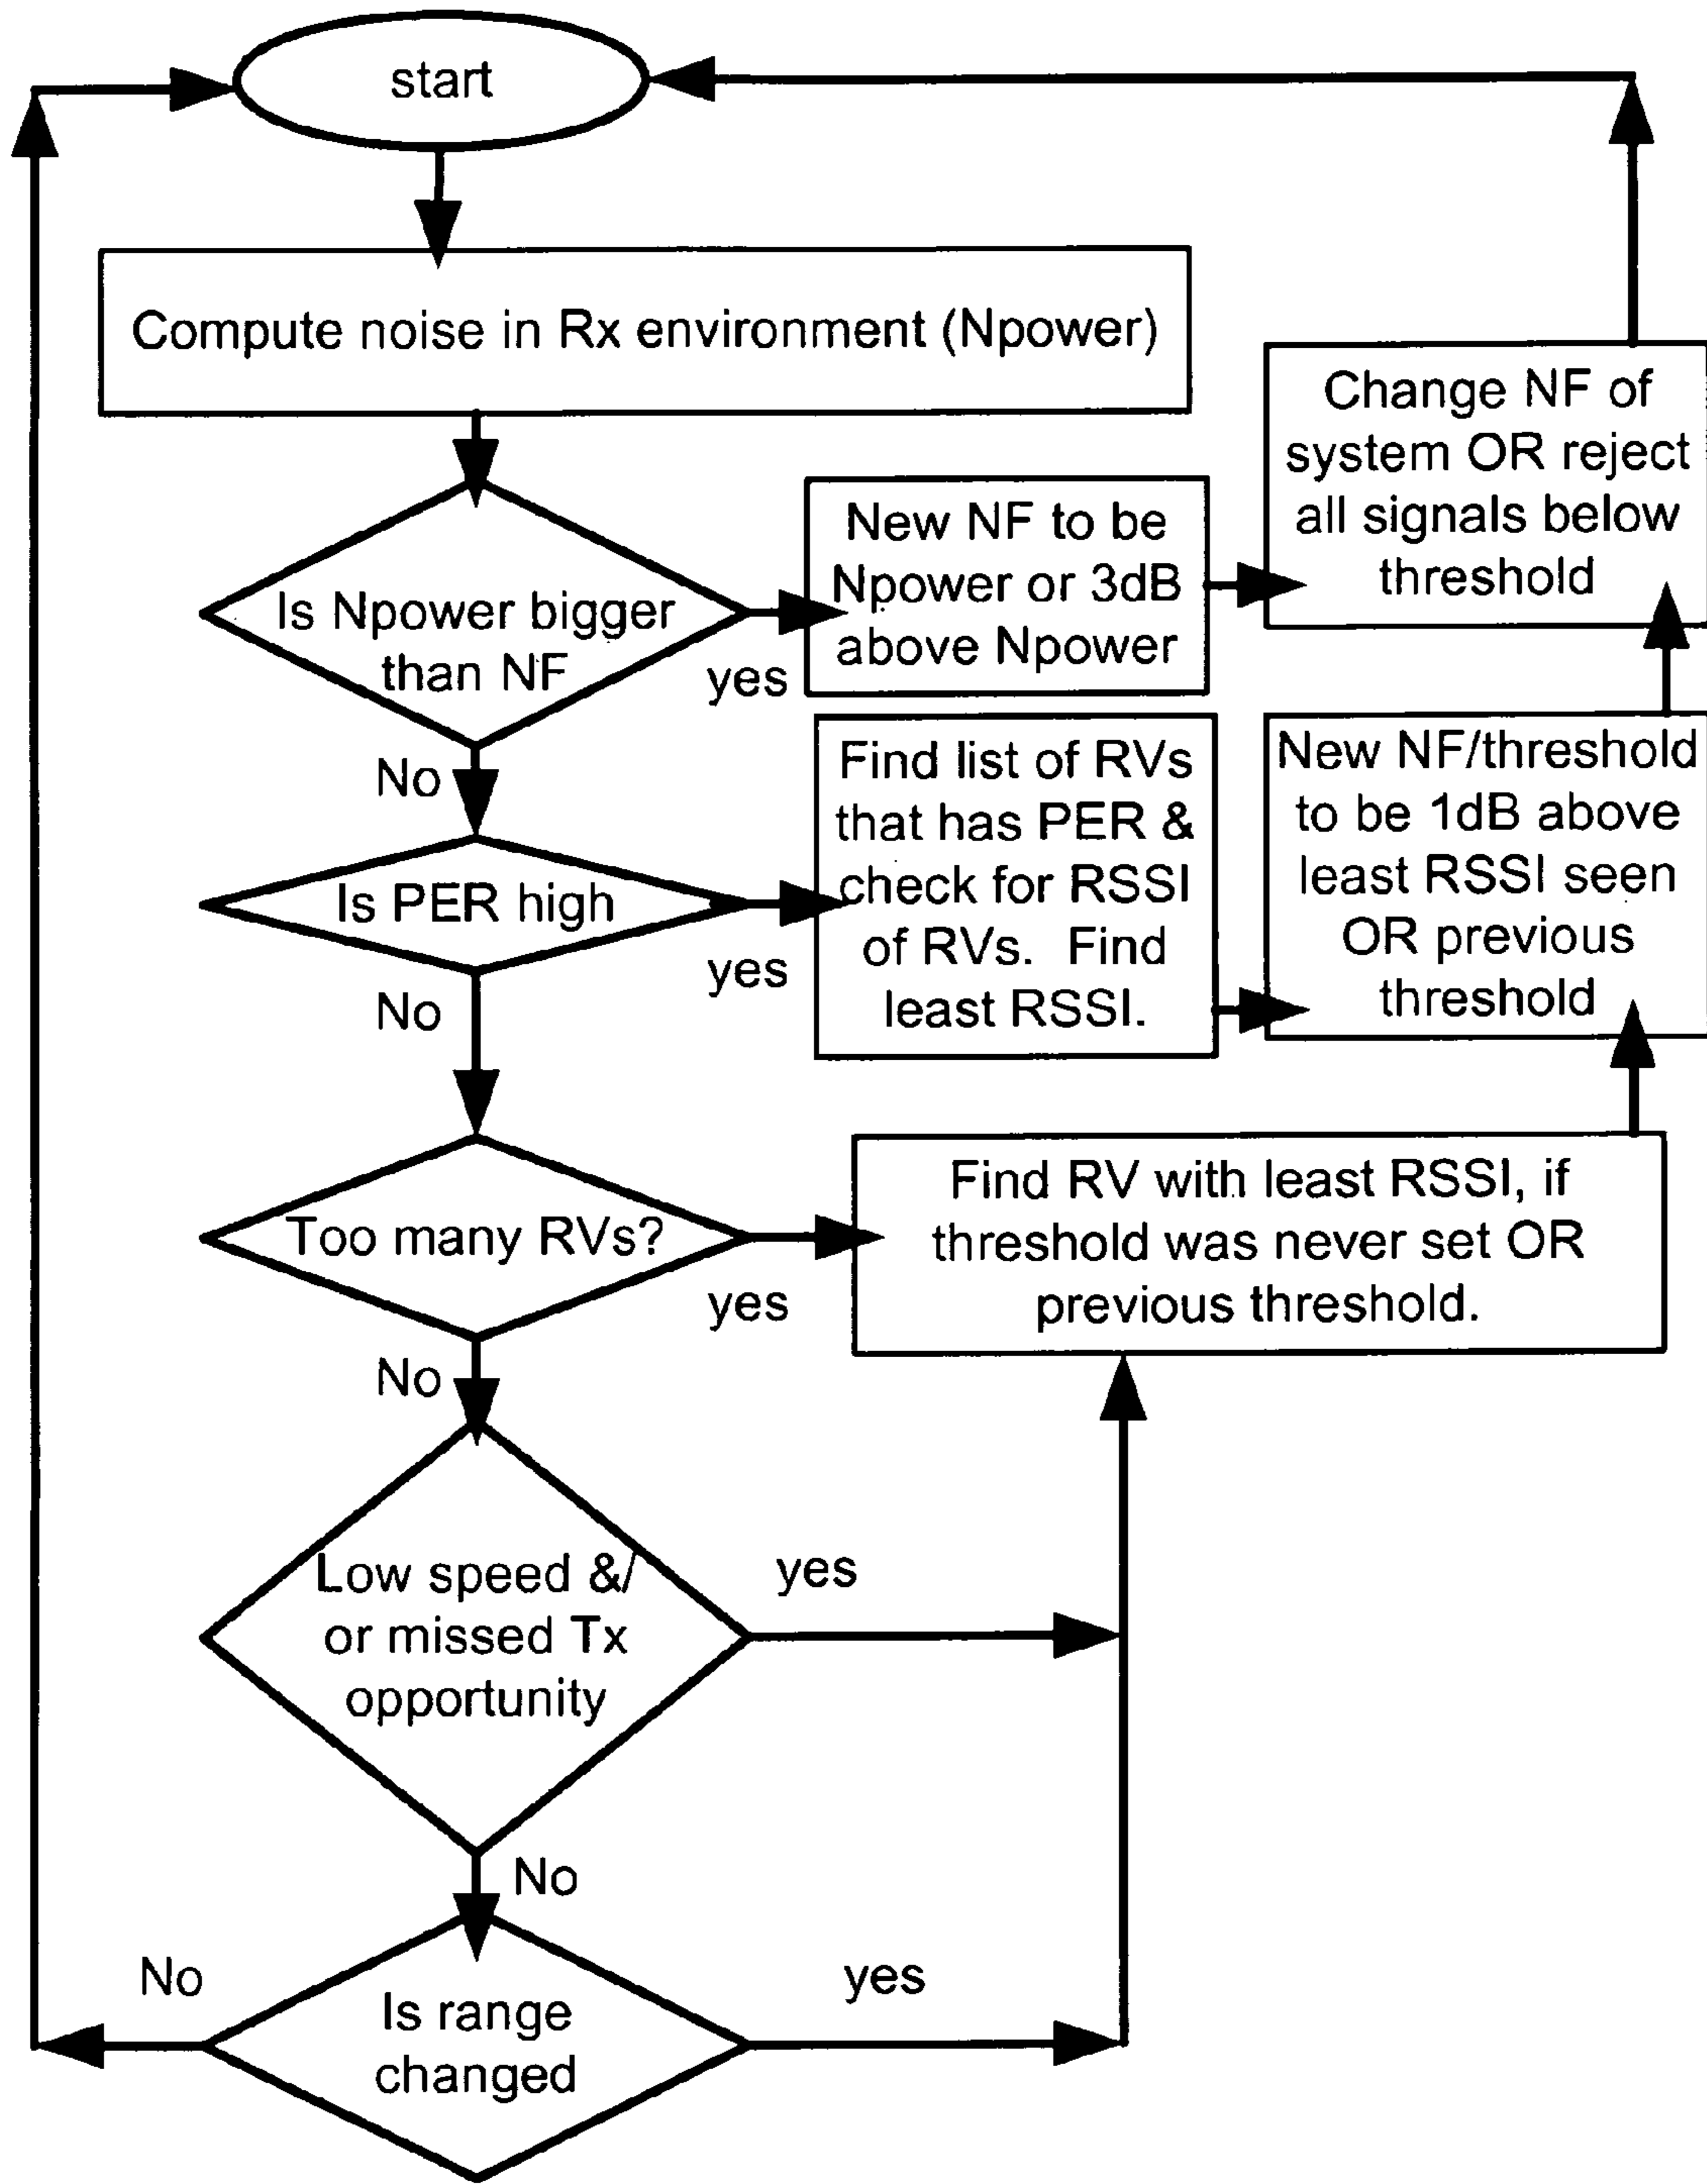 start
Compute noise in Rx environment (Npower)
Change NF of
system OR reject
all signals below
threshold
New NF to be
Npower or 3dB
above Npower
Is Npower bigger
than NF
yes
No
Find list of RVs
that has PER &
check for RSSI
of RVs. Find
least RSSI.
New NF/threshold
to be 1dB above
least RSSI seen
OR previous
threshold
Is PER high
yes
No
Too many RVs?
yes
Find RV with least RSSI, if
threshold was never set OR
previous threshold.
No
Low speed &/
or missed Tx
opportunity
yes
No
Is range
changed
No
yes